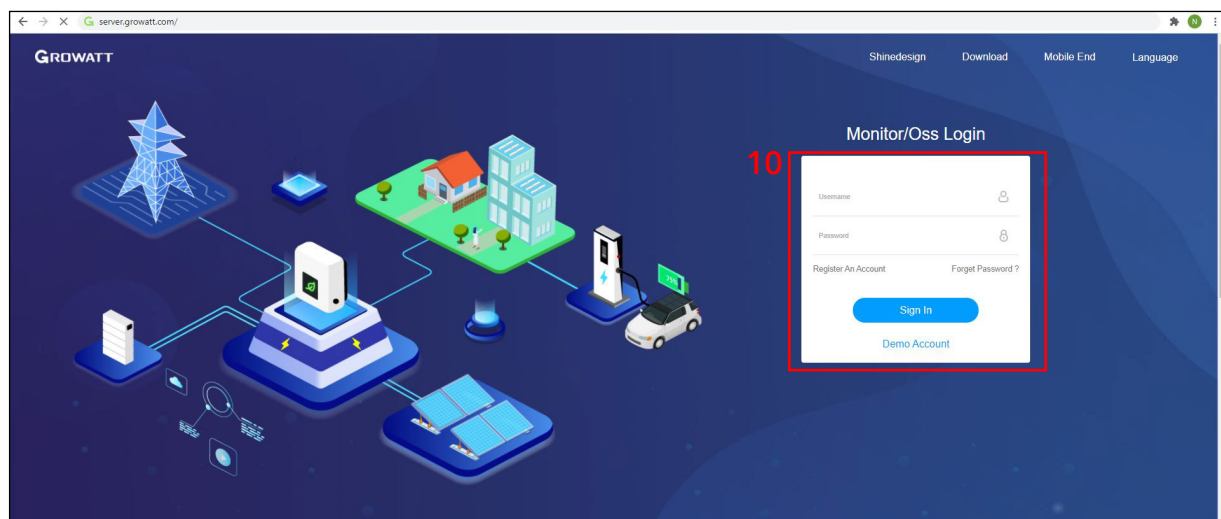 server.growatt.com/
N
GROWATT
Shinedesign Download Mobile End Language
Monitor/Oss Login
10
Username
Password
Register An Account Forget Password ?
Sign In
Demo Account
75%